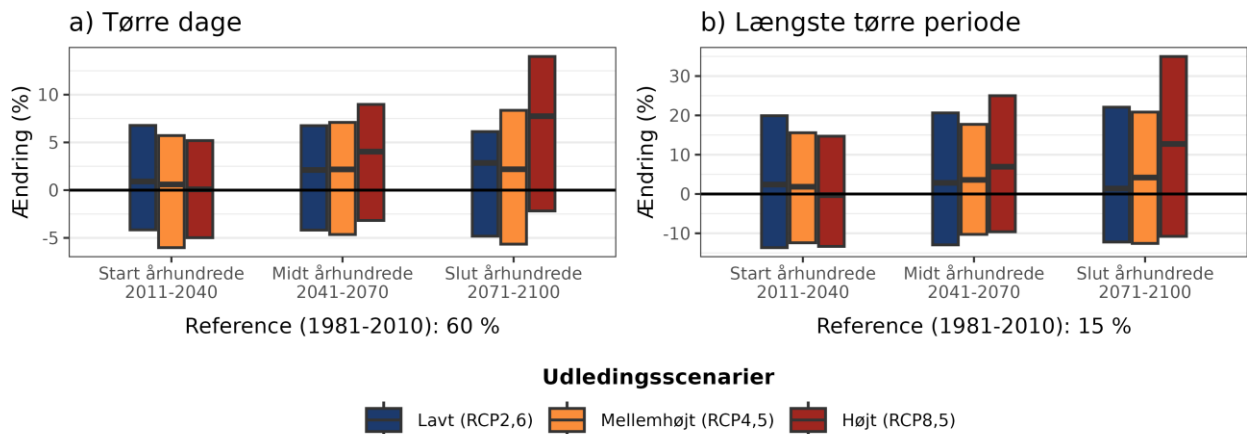 a) Tørre dage
Ændring (%)
10
5
0
-5
Start århundrede
2011-2040
Midt århundrede
2041-2070
Slut århundrede
2071-2100
Reference (1981-2010): 60 %
b) Længste tørre periode
Ændring (%)
30
20
10
0
-10
Start århundrede
2011-2040
Midt århundrede
2041-2070
Slut århundrede
2071-2100
Reference (1981-2010): 15 %
Udledingsscenarier
Lavt (RCP2,6)
Mellemhøjt (RCP4,5)
Højt (RCP8,5)